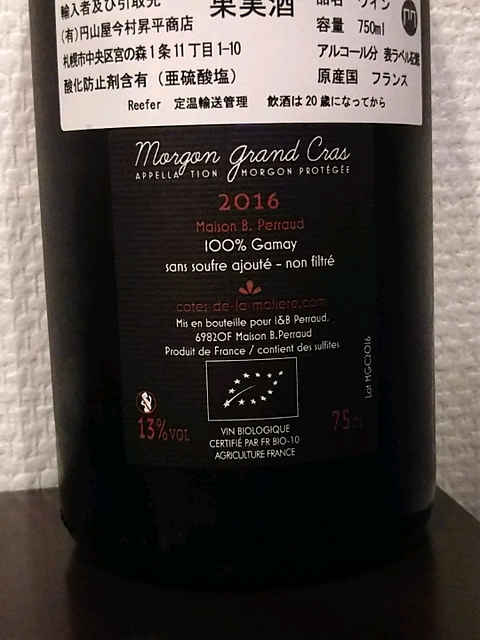 輸入者及び引取先
果実酒
品名 ワイン
(有)円山屋今村昇平商店
容量 750ml
札幌市中央区宮の森1条11丁目1-10
アルコール分 表ラベル記載
酸化防止剤含有(亜硫酸塩)
原産国 フランス
Reefer 定温輸送管理 飲酒は20歳になってから
Morgon Grand Cras
APPELLATION MORGON PROTÉGÉE
2016
Maison B. Perraud
100% Gamay
sans soufre ajouté - non filtré
cotes-de-la-moliere.com
Mis en bouteille pour I&B Perraud.
69820F Maison B.Perraud
Produit de France / contient des sulfites
Lot MGC2016
13%VOL
75cl
VIN BIOLOGIQUE
CERTIFIÉ PAR FR BIO-10
AGRICULTURE FRANCE